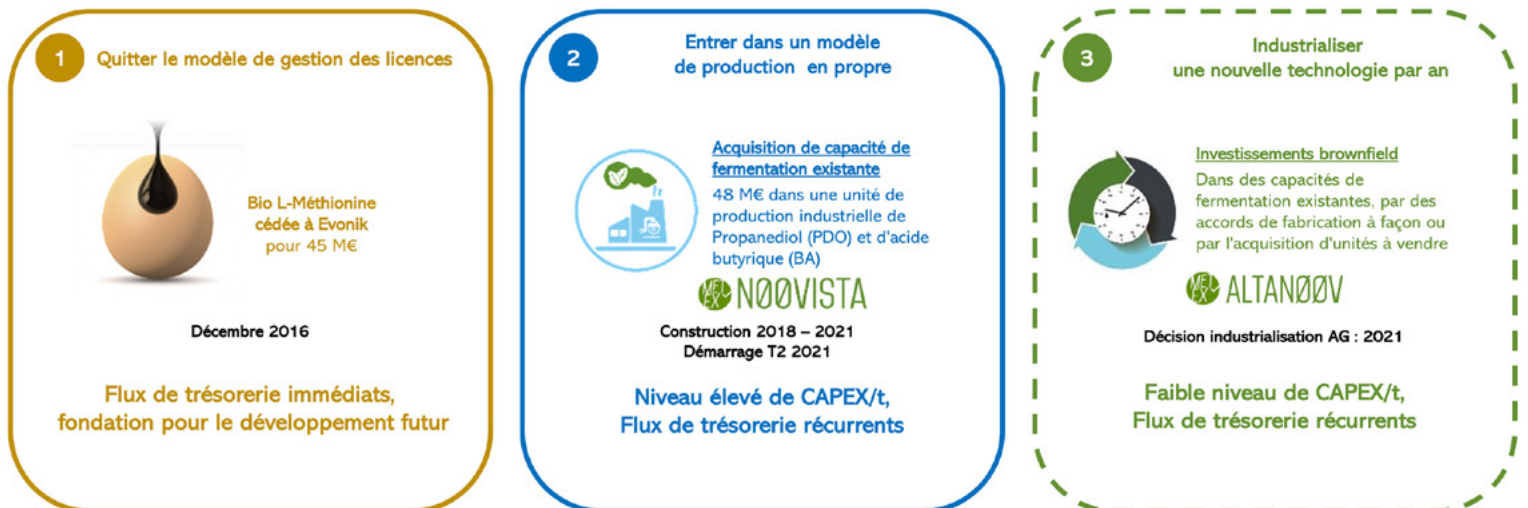 1
Quitter le modèle de gestion des licences
Bio L-Méthionine
cédée à Evonik
pour 45 M€
Décembre 2016
Flux de trésorerie immédiats,
fondation pour le développement futur
2
Entrer dans un modèle
de production en propre
Acquisition de capacité de
fermentation existante
48 M€ dans une unité de
production industrielle de
Propanediol (PDO) et d'acide
butyrique (BA)
METEX NØØVISTA
Construction 2018 – 2021
Démarrage T2 2021
Niveau élevé de CAPEX/t,
Flux de trésorerie récurrents
3
Industrialiser
une nouvelle technologie par an
Investissements brownfield
Dans des capacités de
fermentation existantes, par des
accords de fabrication à façon ou
par l'acquisition d'unités à vendre
METEX ALTANØØV
Décision industrialisation AG : 2021
Faible niveau de CAPEX/t,
Flux de trésorerie récurrents